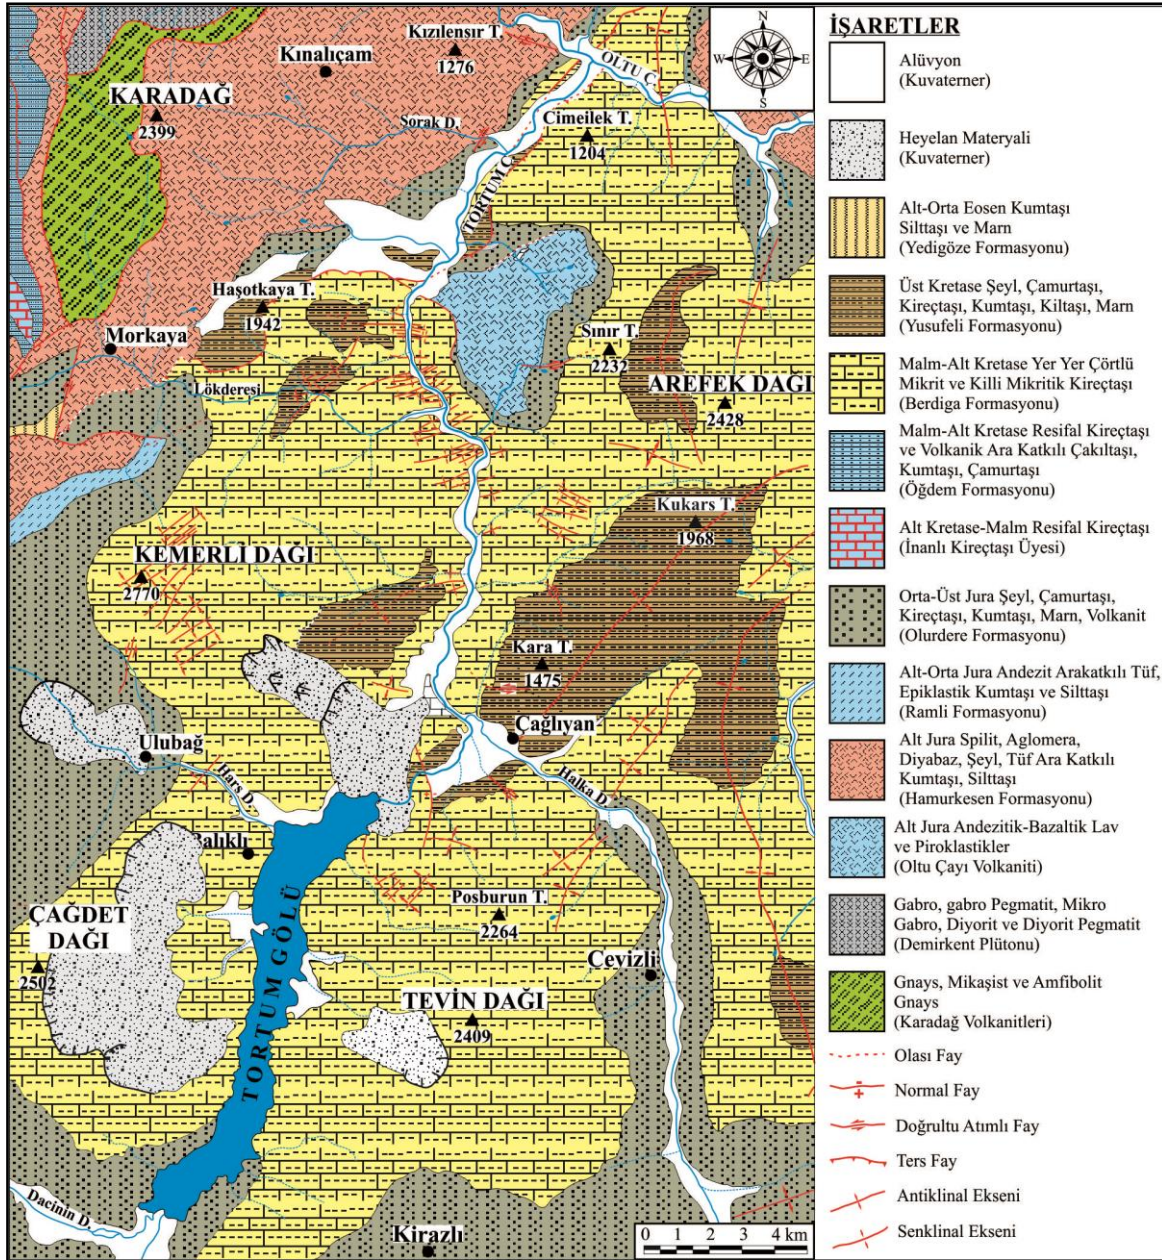 N
W
E
S
Kızılensır T.
1276
Kınalıçam
KARADAĞ
2399
OLTU Ç.
Sorak D.
Cimeilek T.
1204
TORTUM Ç.
Haşotkaya T.
1942
Morkaya
Sınır T.
2232
Lökderesi
AREFEK DAĞI
2428
Kukars T.
1968
KEMERLİ DAĞI
2770
Kara T.
1475
Çağlıyan
Ulubağ
Hars D.
Halka D.
Balıklı
Posburun T.
2264
ÇAĞDET
DAĞI
2502
Cevizli
TORTUM GÖLÜ
TEVİN DAĞI
2409
Dacinin D.
Kirazlı
0 1 2 4 km
İŞARETLER
Alüvyon
(Kuvaterner)
Heyelan Materyali
(Kuvaterner)
Alt-Orta Eosen Kumtaşı
Silttaşı ve Marn
(Yedigöze Formasyonu)
Üst Kretase Şeyl, Çamurtaşı,
Kireçtaşı, Kumtaşı, Kiltaşı, Marn
(Yusufeli Formasyonu)
Malm-Alt Kretase Yer Yer Çörtlü
Mikrit ve Killi Mikritik Kireçtaşı
(Berdiga Formasyonu)
Malm-Alt Kretase Resifal Kireçtaşı
ve Volkanik Ara Katkılı Çakıltaşı,
Kumtaşı, Çamurtaşı
(Öğdem Formasyonu)
Alt Kretase-Malm Resifal Kireçtaşı
(İnanlı Kireçtaşı Üyesi)
Orta-Üst Jura Şeyl, Çamurtaşı,
Kireçtaşı, Kumtaşı, Marn, Volkanit
(Olurdere Formasyonu)
Alt-Orta Jura Andezit Arakatkılı Tüf,
Epiklastik Kumtaşı ve Silttaşı
(Ramli Formasyonu)
Alt Jura Spilit, Aglomera,
Diyabaz, Şeyl, Tüf Ara Katkılı
Kumtaşı, Silttaşı
(Hamurkesen Formasyonu)
Alt Jura Andezitik-Bazaltik Lav
ve Piroklastikler
(Oltu Çayı Volkaniti)
Gabro, gabro Pegmatit, Mikro
Gabro, Diyorit ve Diyorit Pegmatit
(Demirkent Plütonu)
Gnays, Mikaşist ve Amfibolit
Gnays
(Karadağ Volkanitleri)
Olası Fay
Normal Fay
Doğrultu Atımlı Fay
Ters Fay
Antiklinal Ekseni
Senklinal Ekseni